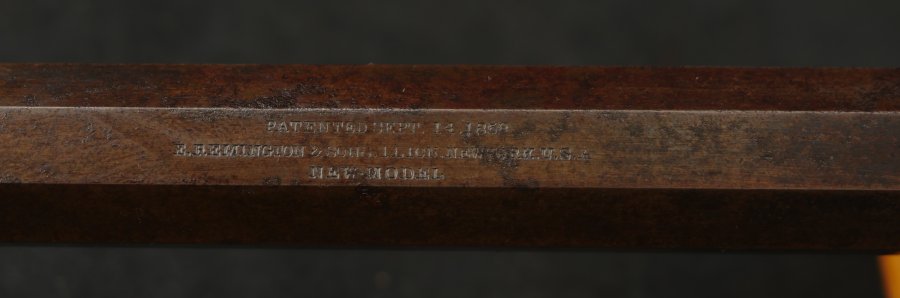 PATENTED SEPT. 14, 1858
E. REMINGTON & SONS, ILION, NEW-YORK, U.S.A
NEW-MODEL